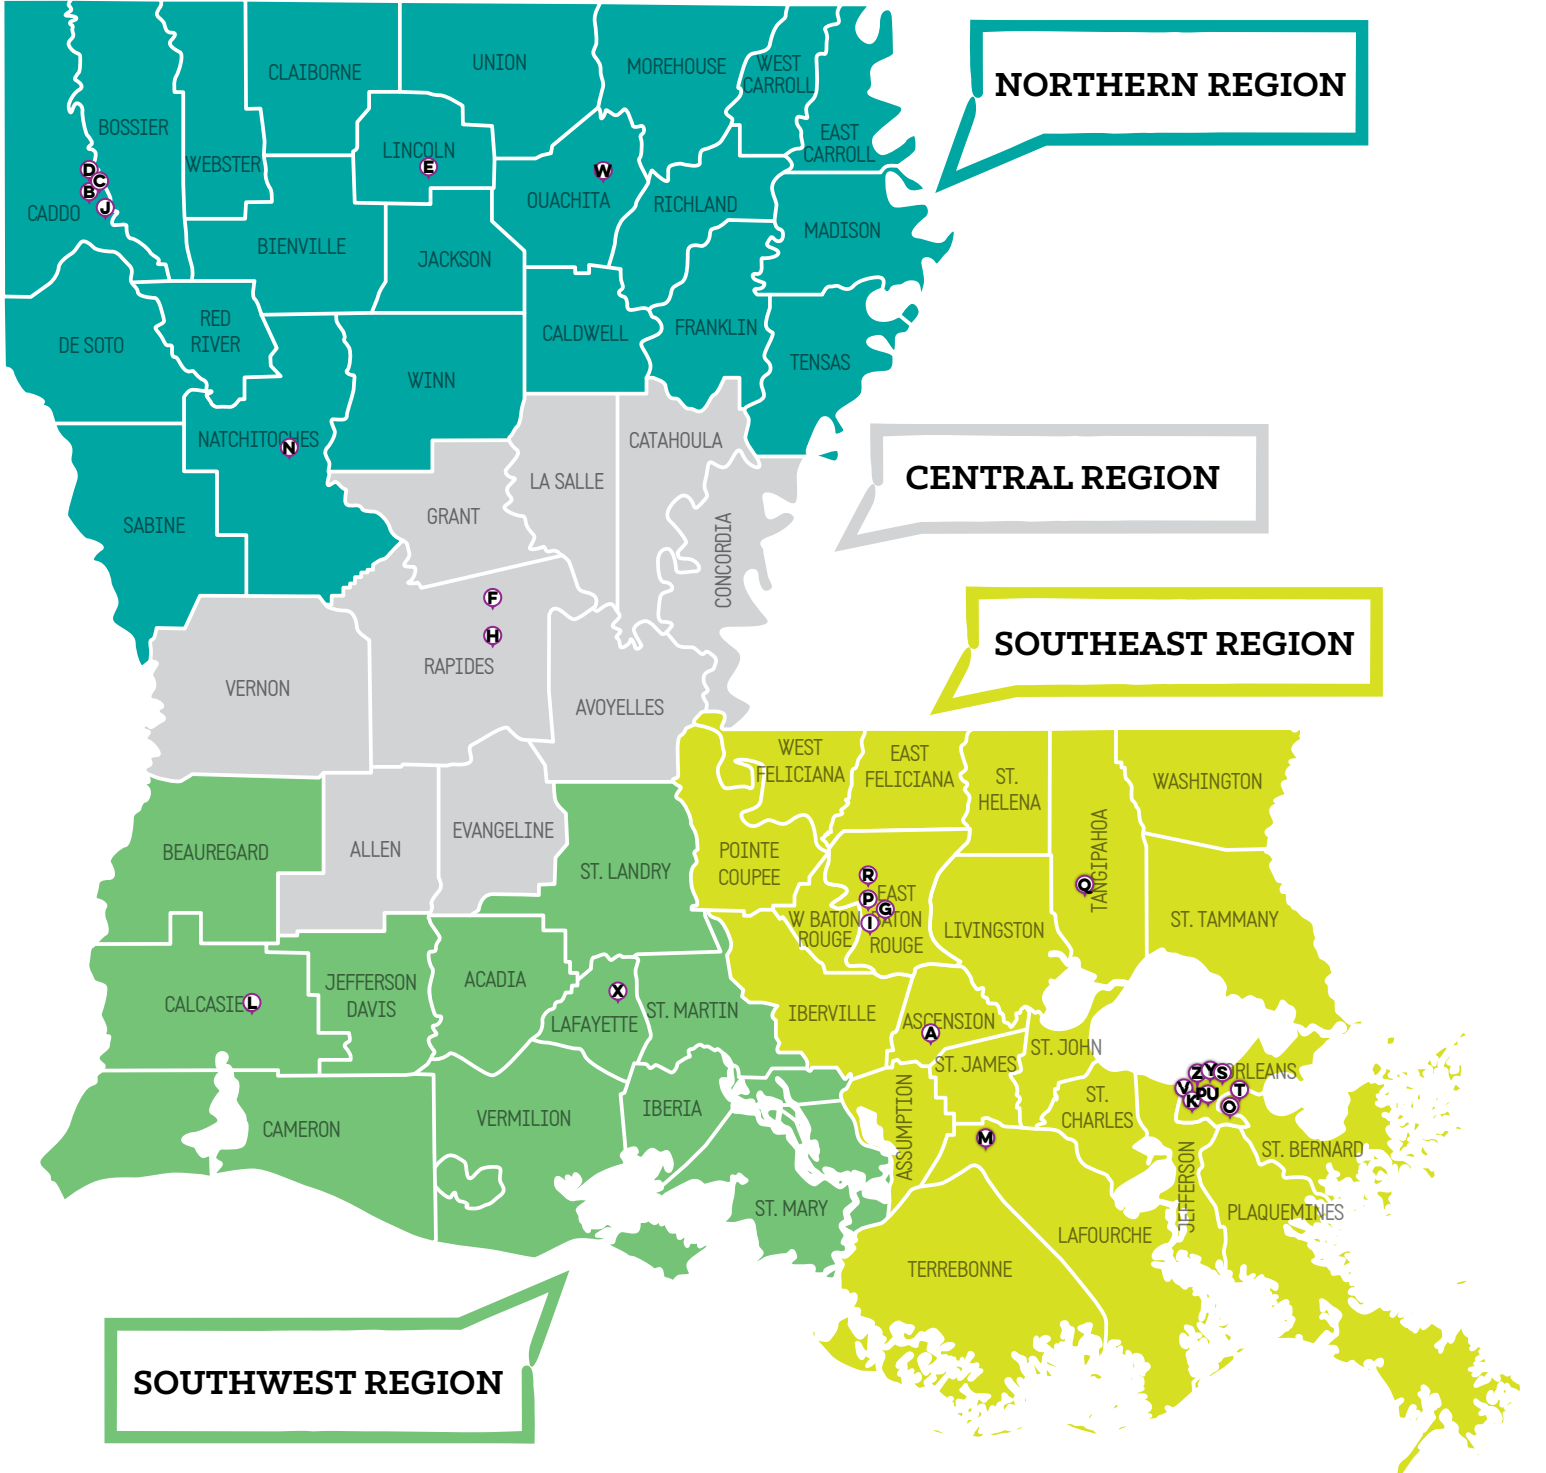 NORTHERN REGION
CLAIBORNE
UNION
MOREHOUSE
WEST
CARROLL
EAST
CARROLL
BOSSIER
WEBSTER
LINCOLN
E
W
OUACHITA
D
C
B
J
CADDO
RICHLAND
MADISON
BIENVILLE
JACKSON
RED
RIVER
DE SOTO
CALDWELL
FRANKLIN
TENSAS
WINN
NATCHITOCHES
N
SABINE
CENTRAL REGION
CATAHOULA
LA SALLE
GRANT
CONCORDIA
F
H
RAPIDES
VERNON
AVOYELLES
ALLEN
EVANGELINE
SOUTHEAST REGION
WEST
FELICIANA
EAST
FELICIANA
ST.
HELENA
TANGIPAHOA
Q
WASHINGTON
POINTE
COUPEE
R
P
G
I
EAST
ATON
ROUGE
W BATON
ROUGE
LIVINGSTON
ST. TAMMANY
IBERVILLE
ASCENSION
A
ST. JAMES
ST. JOHN
ST.
CHARLES
ASSUMPTION
M
Z
Y
S
RLEANS
V
K
P
U
T
O
ST. BERNARD
JEFFERSON
PLAQUEMINES
LAFOURCHE
TERREBONNE
BEAUREGARD
ST. LANDRY
CALCASIE
L
JEFFERSON
DAVIS
ACADIA
X
LAFAYETTE
ST. MARTIN
CAMERON
VERMILION
IBERIA
ST. MARY
SOUTHWEST REGION